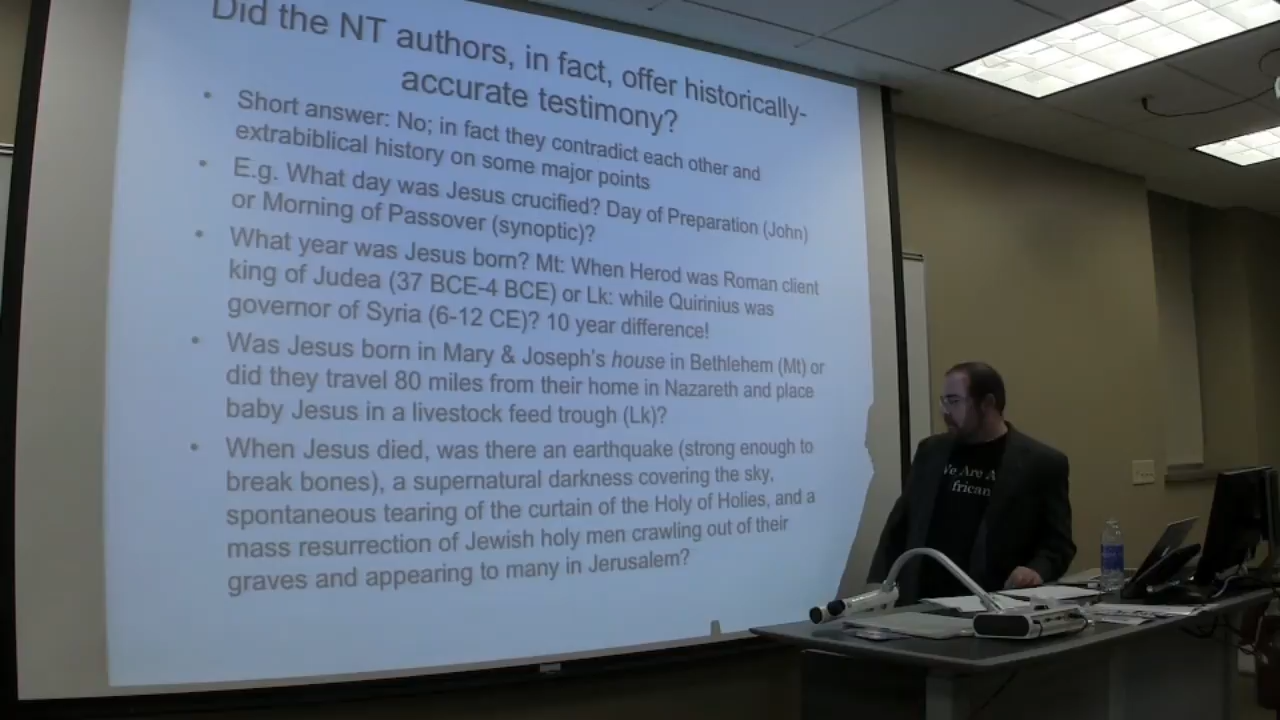 Did the NT authors, in fact, offer historically-
accurate testimony?
• Short answer: No; in fact they contradict each other and
extrabiblical history on some major points
• E.g. What day was Jesus crucified? Day of Preparation (John)
or Morning of Passover (synoptic)?
• What year was Jesus born? Mt: When Herod was Roman client
king of Judea (37 BCE-4 BCE) or Lk: while Quirinius was
governor of Syria (6-12 CE)? 10 year difference!
• Was Jesus born in Mary & Joseph's house in Bethlehem (Mt) or
did they travel 80 miles from their home in Nazareth and place
baby Jesus in a livestock feed trough (Lk)?
• When Jesus died, was there an earthquake (strong enough to
break bones), a supernatural darkness covering the sky,
spontaneous tearing of the curtain of the Holy of Holies, and a
mass resurrection of Jewish holy men crawling out of their
graves and appearing to many in Jerusalem?
We Are A
frican